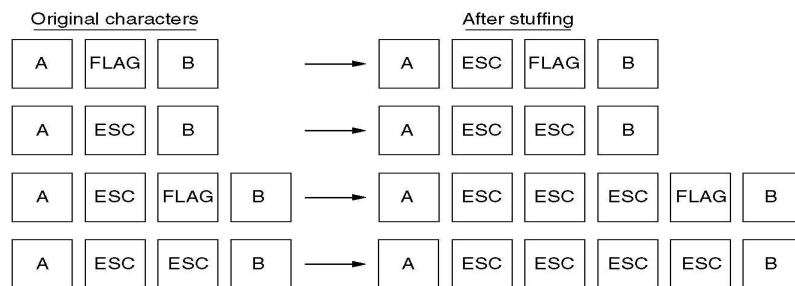 Original characters After stuffing
A FLAG B A ESC FLAG B
A ESC B A ESC ESC B
A ESC FLAG B A ESC ESC ESC FLAG B
A ESC ESC B A ESC ESC ESC ESC B